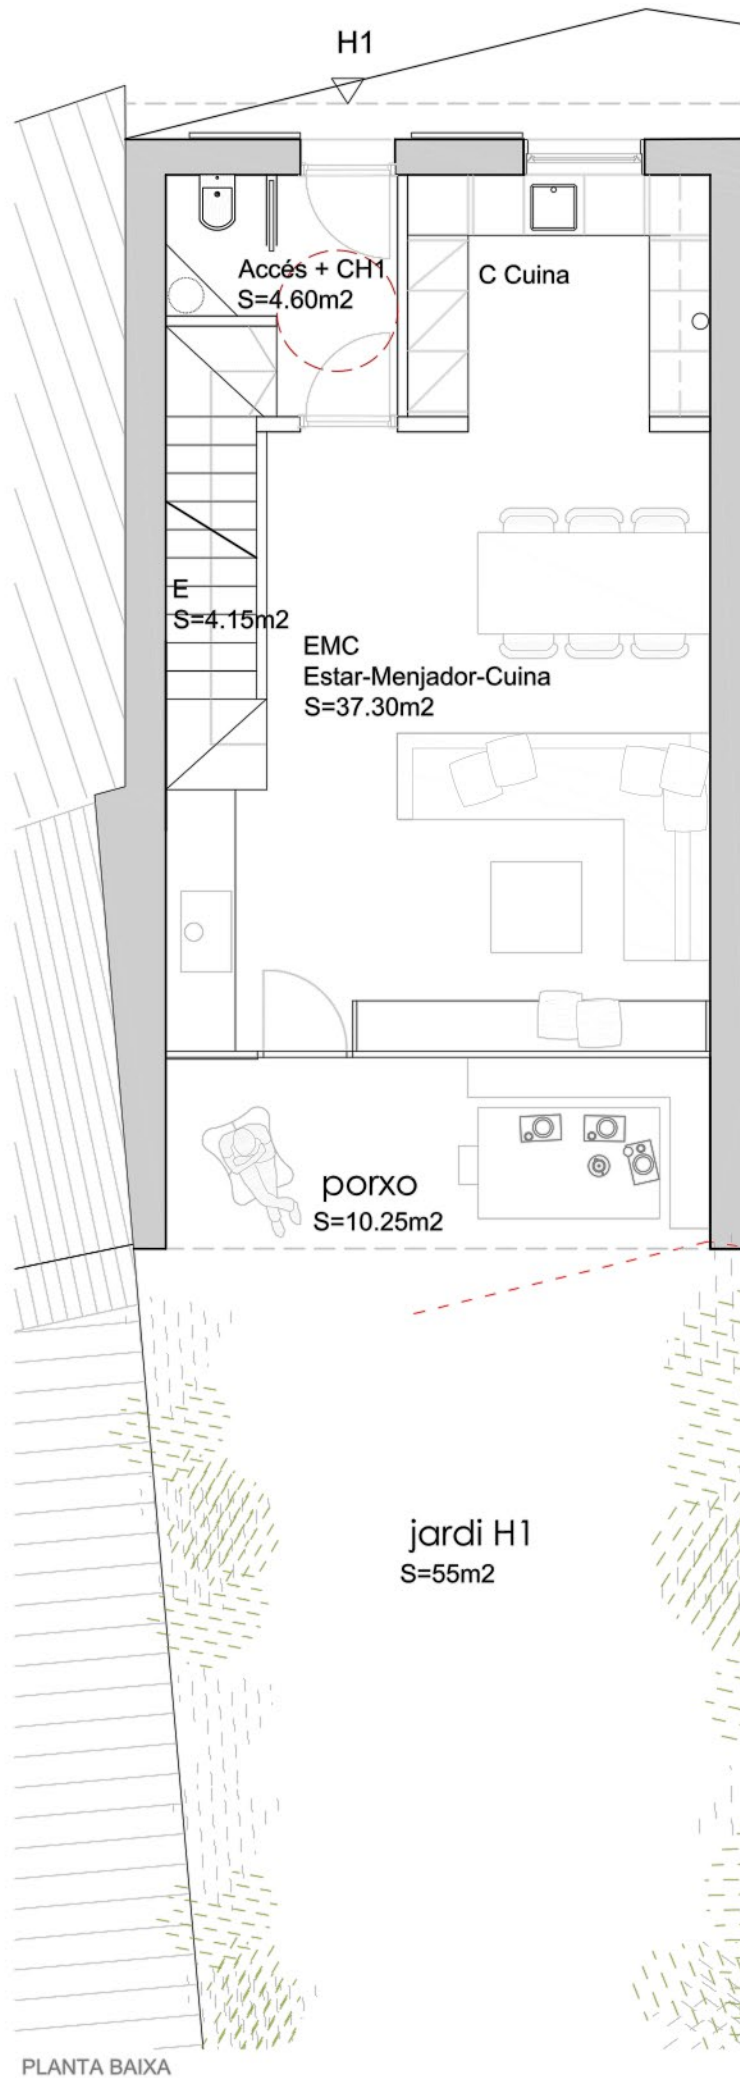 H1
Accés + CH1
S=4.60m2
C Cuina
E
S=4.15m2
EMC
Estar-Menjador-Cuina
S=37.30m2
porxo
S=10.25m2
jardi H1
S=55m2
PLANTA BAIXA